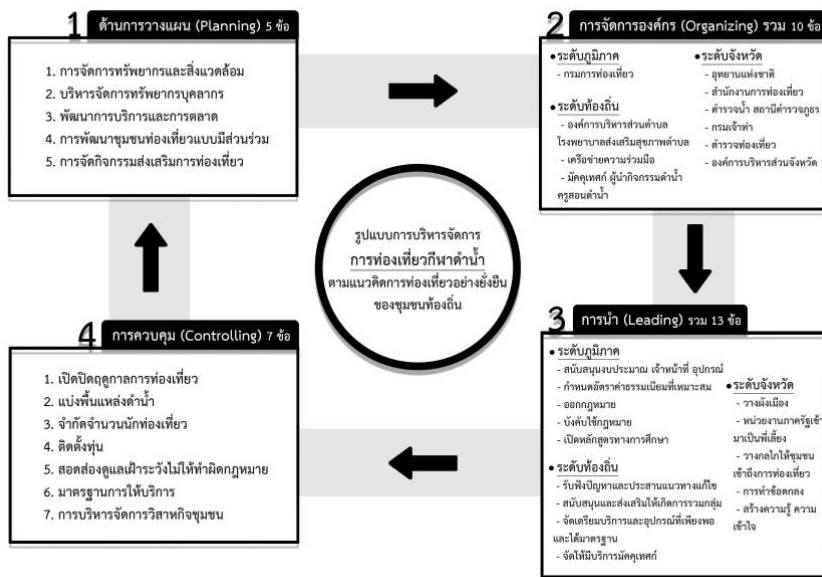 1 ด้านการวางแผน (Planning) 5 ข้อ
1. การจัดการทรัพยากรและสิ่งแวดล้อม
2. บริหารจัดการทรัพยากรบุคลากร
3. พัฒนาการบริการและการตลาด
4. การพัฒนาชุมชนท่องเที่ยวแบบมีส่วนร่วม
5. การจัดกิจกรรมส่งเสริมการท่องเที่ยว
2 การจัดการองค์กร (Organizing) รวม 10 ข้อ
•ระดับภูมิภาค
- กรมการท่องเที่ยว
•ระดับท้องถิ่น
- องค์การบริหารส่วนตำบล
โรงพยาบาลส่งเสริมสุขภาพตำบล
- เครือข่ายความร่วมมือ
- มัคคุเทศก์ ผู้นำกิจกรรมดำน้ำ
ครูสอนดำน้ำ
•ระดับจังหวัด
- อุทยานแห่งชาติ
- สำนักงานการท่องเที่ยว
- ตำรวจน้ำ สถานีตำรวจภูธร
- กรมเจ้าท่า
- ตำรวจท่องเที่ยว
- องค์การบริหารส่วนจังหวัด
รูปแบบการบริหารจัดการ
การท่องเที่ยวกีฬาดำน้ำ
ตามแนวคิดการท่องเที่ยวอย่างยั่งยืน
ของชุมชนท้องถิ่น
3 การนำ (Leading) รวม 13 ข้อ
•ระดับภูมิภาค
- สนับสนุนงบประมาณ เจ้าหน้าที่ อุปกรณ์
- กำหนดอัตราค่าธรรมเนียมที่เหมาะสม
- ออกกฎหมาย
- บังคับใช้กฎหมาย
- เปิดหลักสูตรทางการศึกษา
•ระดับท้องถิ่น
- รับฟังปัญหาและประสานแนวทางแก้ไข
- สนับสนุนและส่งเสริมให้เกิดการรวมกลุ่ม
- จัดเตรียมบริการและอุปกรณ์ที่เพียงพอ
และได้มาตรฐาน
- จัดให้มีบริการมัคคุเทศก์
•ระดับจังหวัด
- วางผังเมือง
- หน่วยงานภาครัฐเข้า
มาเป็นพี่เลี้ยง
- วางกลไกให้ชุมชน
เข้าถึงการท่องเที่ยว
- การทำข้อตกลง
- สร้างความรู้ ความ
เข้าใจ
4 การควบคุม (Controlling) 7 ข้อ
1. เปิดปิดฤดูกาลการท่องเที่ยว
2. แบ่งพื้นแหล่งดำน้ำ
3. จำกัดจำนวนนักท่องเที่ยว
4. ติดตั้งทุ่น
5. สอดส่องดูแลเฝ้าระวังไม่ให้ทำผิดกฎหมาย
6. มาตรฐานการให้บริการ
7. การบริหารจัดการวิสาหกิจชุมชน